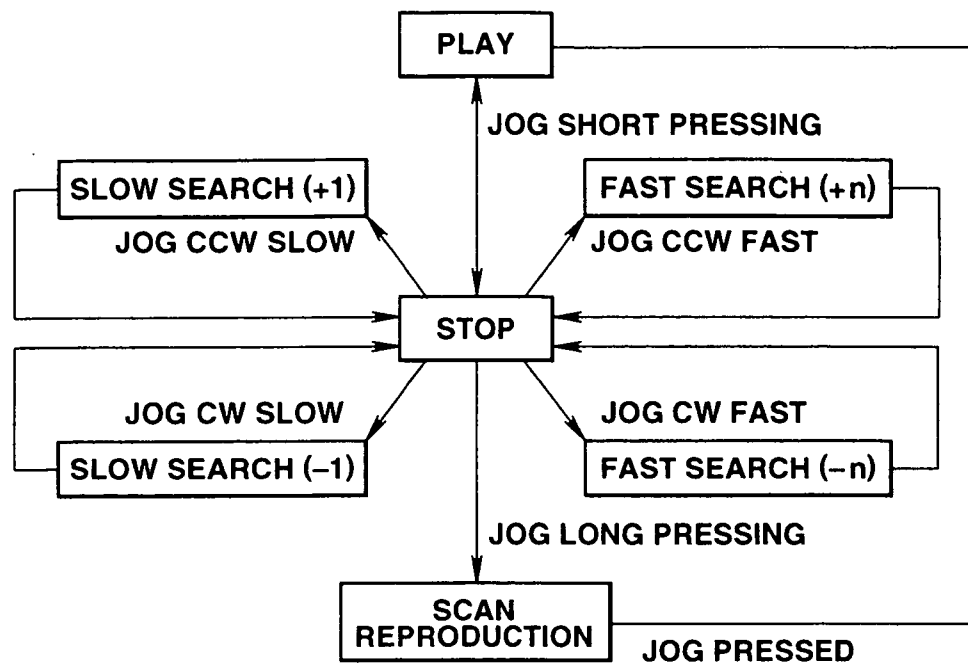 PLAY
JOG SHORT PRESSING
SLOW SEARCH (+1)
FAST SEARCH (+n)
JOG CCW SLOW
JOG CCW FAST
STOP
JOG CW SLOW
JOG CW FAST
SLOW SEARCH (−1)
FAST SEARCH (−n)
JOG LONG PRESSING
SCAN
REPRODUCTION
JOG PRESSED